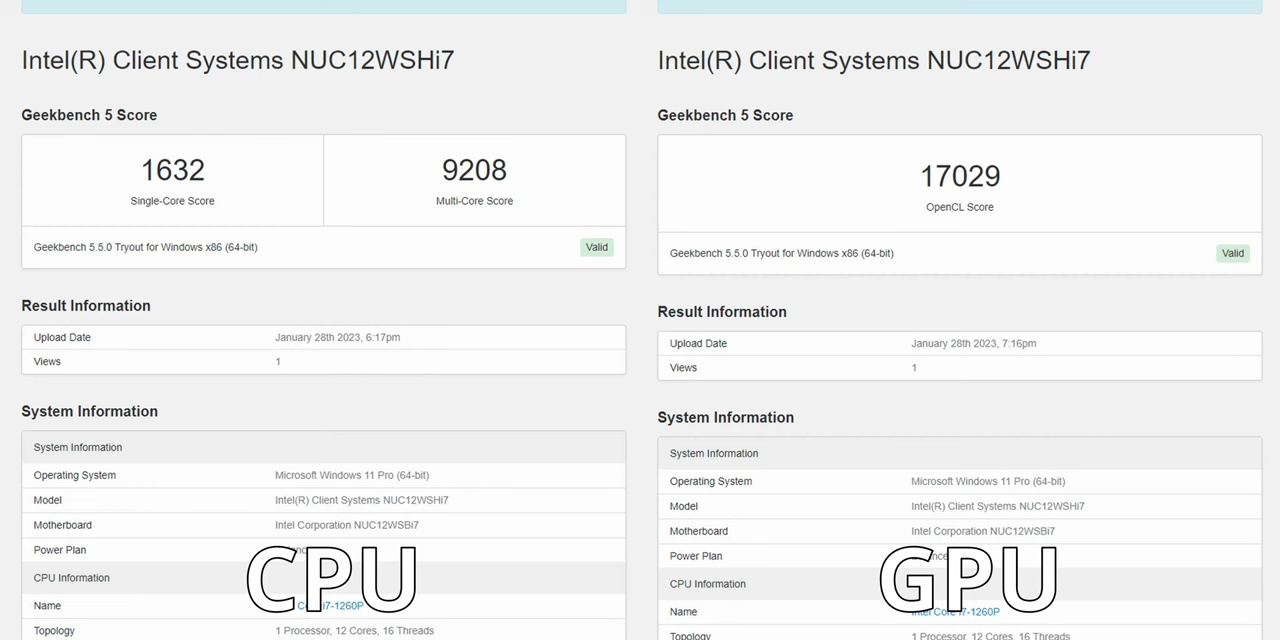 Intel(R) Client Systems NUC12WSHi7
Geekbench 5 Score
1632
Single-Core Score
9208
Multi-Core Score
Geekbench 5.5.0 Tryout for Windows x86 (64-bit)
Valid
Result Information
Upload Date January 28th 2023, 6:17pm
Views 1
System Information
System Information
Operating System Microsoft Windows 11 Pro (64-bit)
Model Intel(R) Client Systems NUC12WSHi7
Motherboard Intel Corporation NUC12WSBi7
Power Plan
CPU Information
Name i7-1260P
Topology 1 Processor, 12 Cores, 16 Threads
CPU
Intel(R) Client Systems NUC12WSHi7
Geekbench 5 Score
17029
OpenCL Score
Geekbench 5.5.0 Tryout for Windows x86 (64-bit)
Valid
Result Information
Upload Date January 28th 2023, 7:16pm
Views 1
System Information
System Information
Operating System Microsoft Windows 11 Pro (64-bit)
Model Intel(R) Client Systems NUC12WSHi7
Motherboard Intel Corporation NUC12WSBi7
Power Plan
CPU Information
Name Intel Core i7-1260P
Topology 1 Processor, 12 Cores, 16 Threads
GPU